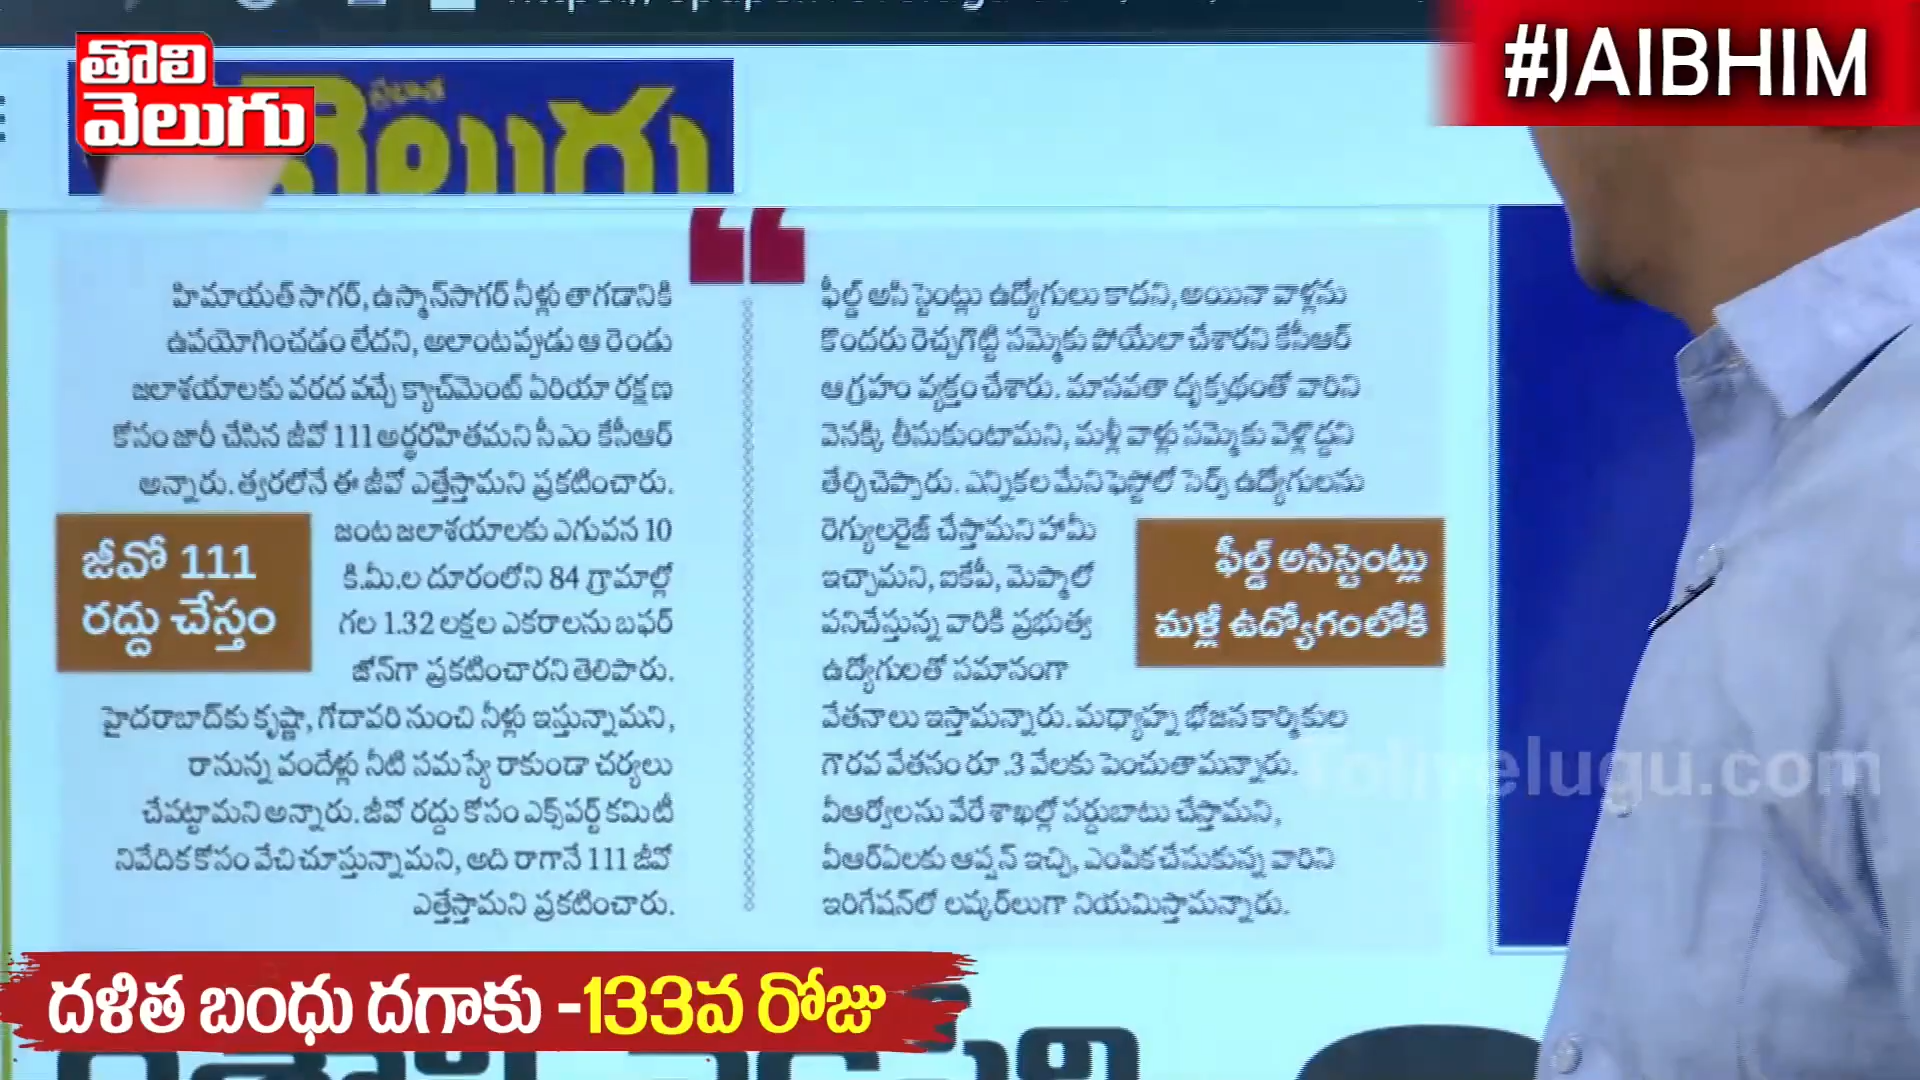 తొలి
వెలుగు
#JAIBHIM
వెలుగు
హిమాయత్ సాగర్, ఉస్మాన్‌సాగర్ నీళ్లు తాగడానికి
ఉపయోగించడం లేదని, అలాంటప్పుడు ఆ రెండు
జలాశయాలకు వరద వచ్చే క్యాచ్‌మెంట్ ఏరియా రక్షణ
కోసం జారీ చేసిన జీవో 111 అర్థరహితమని సీఎం కేసీఆర్
అన్నారు. త్వరలోనే ఈ జీవో ఎత్తేస్తామని ప్రకటించారు.
జంట జలాశయాలకు ఎగువన 10
కి.మీ.ల దూరంలోని 84 గ్రామాల్లో
గల 1.32 లక్షల ఎకరాలను బఫర్
జోన్‌గా ప్రకటించారని తెలిపారు.
హైదరాబాద్‌కు కృష్ణా, గోదావరి నుంచి నీళ్లు ఇస్తున్నామని,
రానున్న వందేళ్లు నీటి సమస్యే రాకుండా చర్యలు
చేపట్టామని అన్నారు. జీవో రద్దు కోసం ఎక్స్‌పర్ట్ కమిటీ
నివేదిక కోసం వేచి చూస్తున్నామని, అది రాగానే 111 జీవో
ఎత్తేస్తామని ప్రకటించారు.
జీవో 111
రద్దు చేస్తం
ఫీల్డ్ అసిస్టెంట్లు ఉద్యోగులు కాదని, అయినా వాళ్లను
కొందరు రెచ్చగొట్టి సమ్మెకు పోయేలా చేశారని కేసీఆర్
ఆగ్రహం వ్యక్తం చేశారు. మానవతా దృక్పథంతో వారిని
వెనక్కి తీసుకుంటామని, మళ్లీ వాళ్లు సమ్మెకు వెళ్లొద్దని
తేల్చిచెప్పారు. ఎన్నికల మేనిఫెస్టోలో సెర్ప్ ఉద్యోగులను
రెగ్యులరైజ్ చేస్తామని హామీ
ఇచ్చామని, ఐకేపీ, మెప్మాలో
పనిచేస్తున్న వారికి ప్రభుత్వ
ఉద్యోగులతో సమానంగా
వేతనాలు ఇస్తామన్నారు. మధ్యాహ్న భోజన కార్మికుల
గౌరవ వేతనం రూ.3 వేలకు పెంచుతామన్నారు.
వీఆర్వోలను వేరే శాఖల్లో సర్దుబాటు చేస్తామని,
వీఆర్ఏలకు ఆప్షన్ ఇచ్చి, ఎంపిక చేసుకున్న వారిని
ఇరిగేషన్‌లో లష్కర్‌లుగా నియమిస్తామన్నారు.
ఫీల్డ్ అసిస్టెంట్లు
మళ్లీ ఉద్యోగంలోకి
Tolivelugu.com
దళిత బంధు దగాకు -133వ రోజు